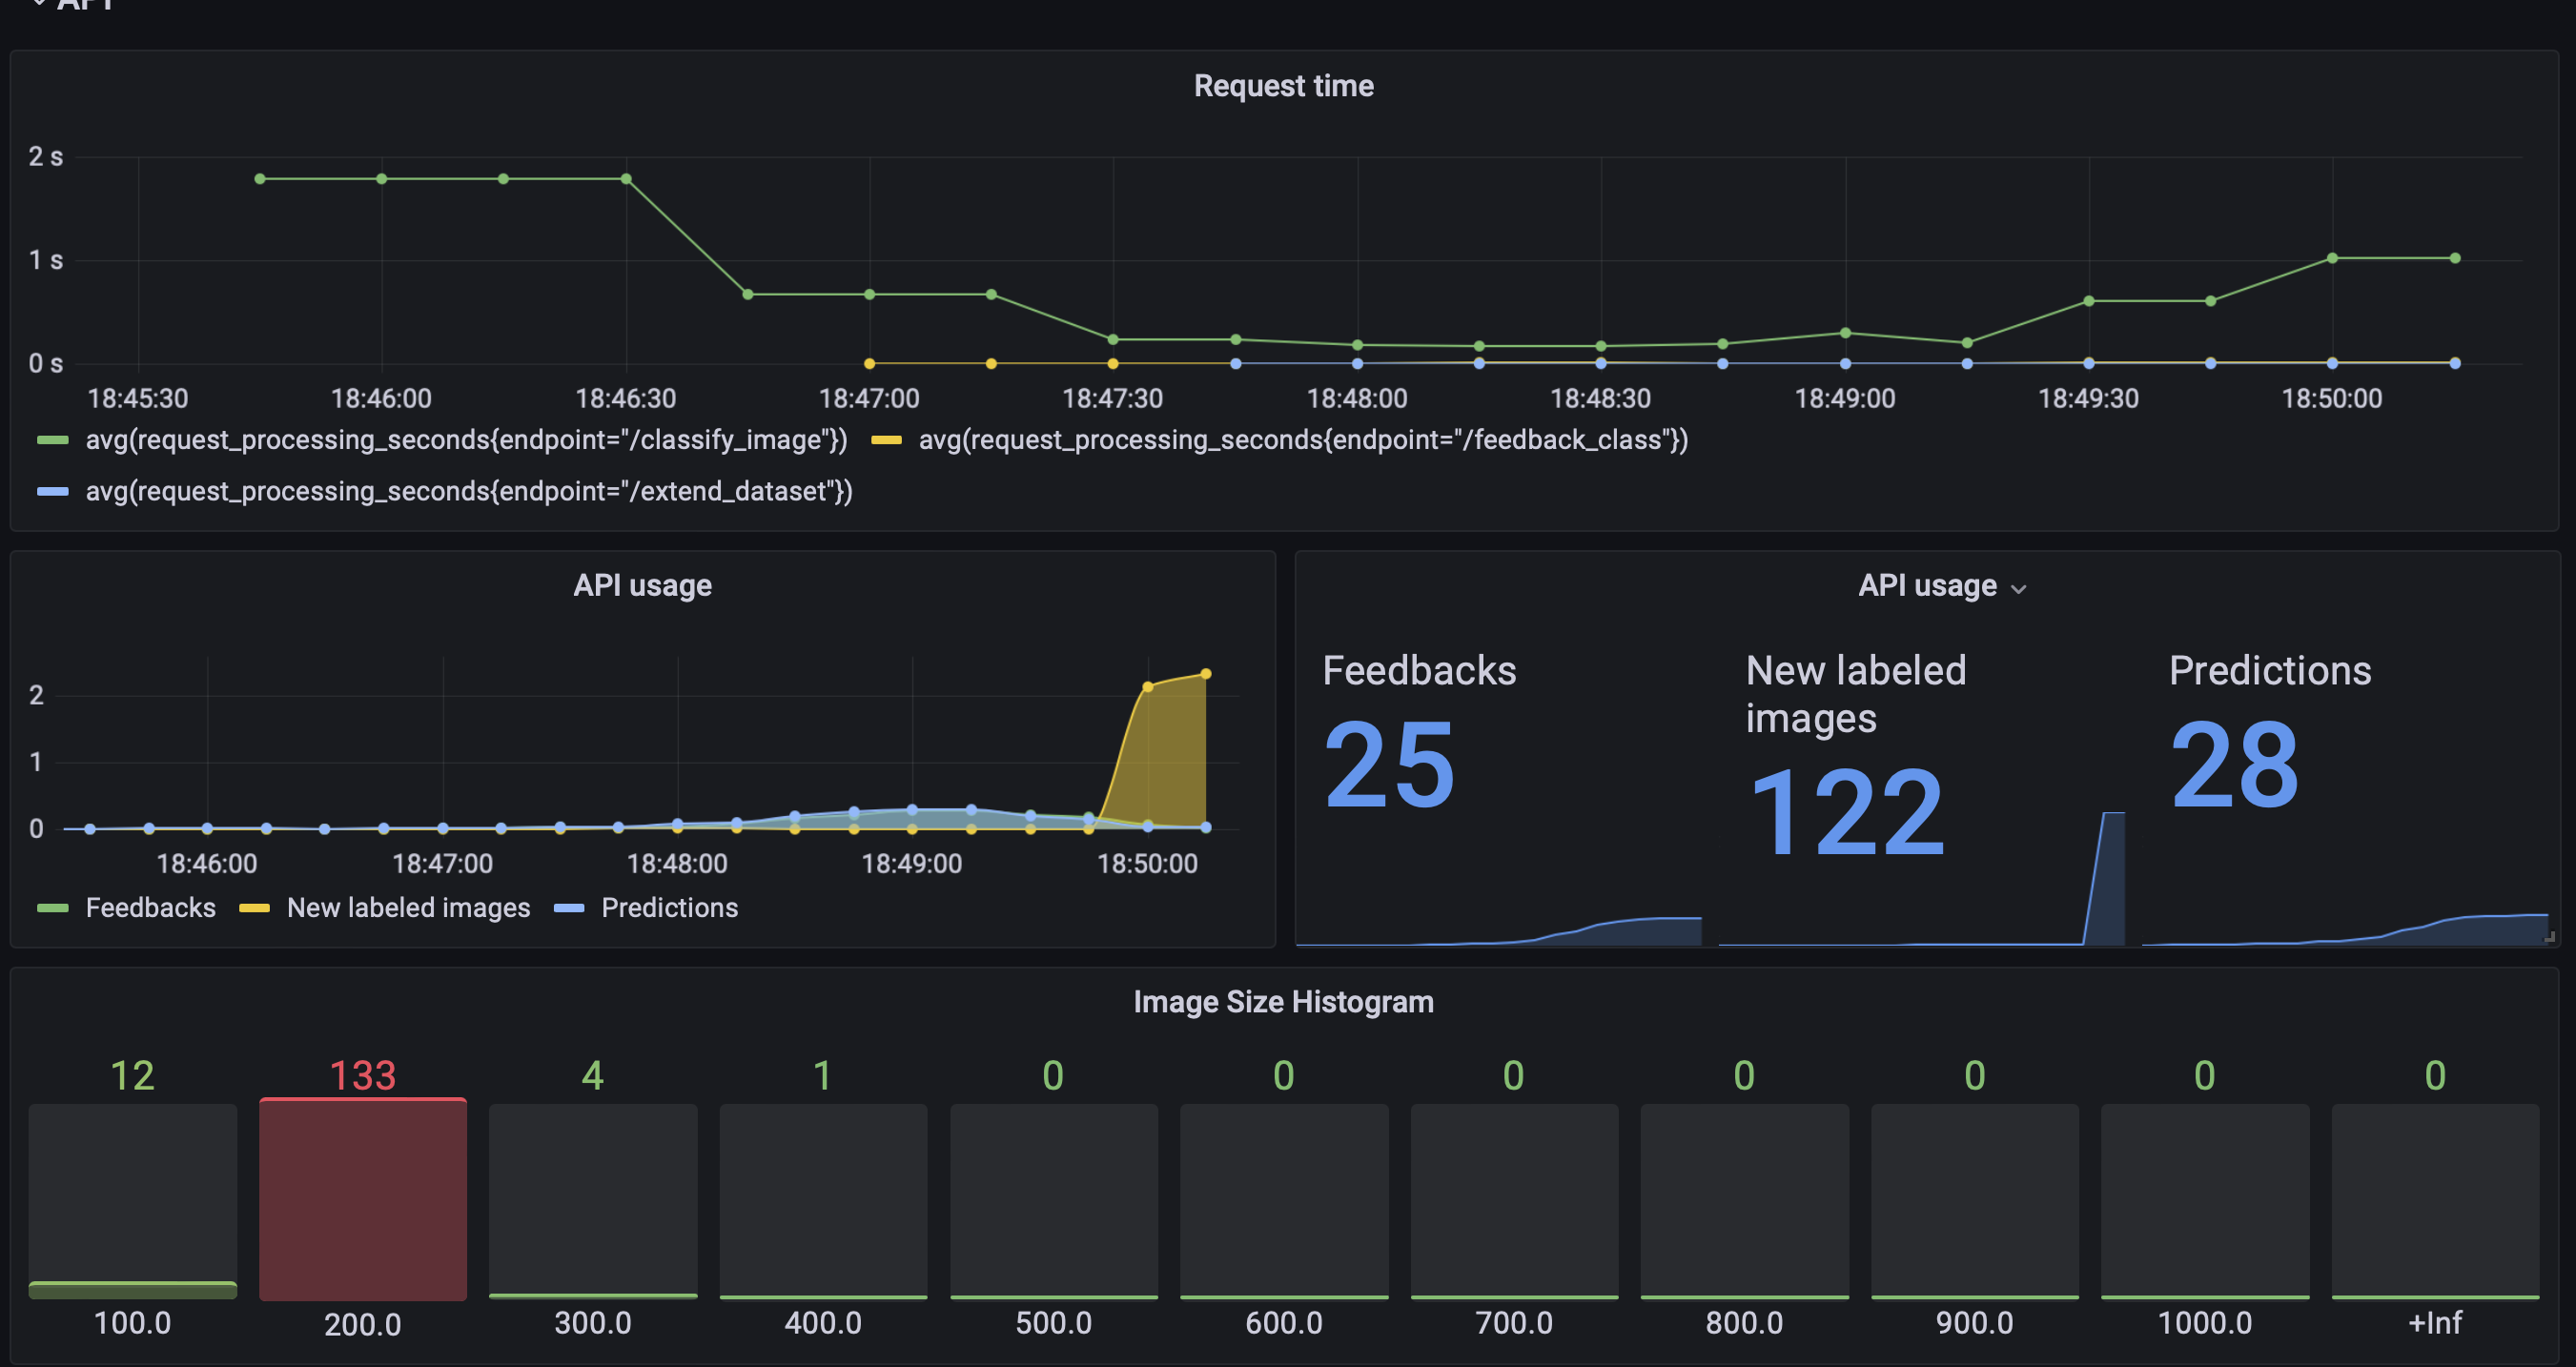 API
Request time
2 s
1 s
0 s
18:45:30 18:46:00 18:46:30 18:47:00 18:47:30 18:48:00 18:48:30 18:49:00 18:49:30 18:50:00
avg(request_processing_seconds{endpoint="/classify_image"}) avg(request_processing_seconds{endpoint="/feedback_class"})
avg(request_processing_seconds{endpoint="/extend_dataset"})
API usage
2
1
0
18:46:00 18:47:00 18:48:00 18:49:00 18:50:00
Feedbacks New labeled images Predictions
API usage
Feedbacks
25
New labeled
images
122
Predictions
28
Image Size Histogram
12 133 4 1 0 0 0 0 0 0 0
100.0 200.0 300.0 400.0 500.0 600.0 700.0 800.0 900.0 1000.0 +Inf